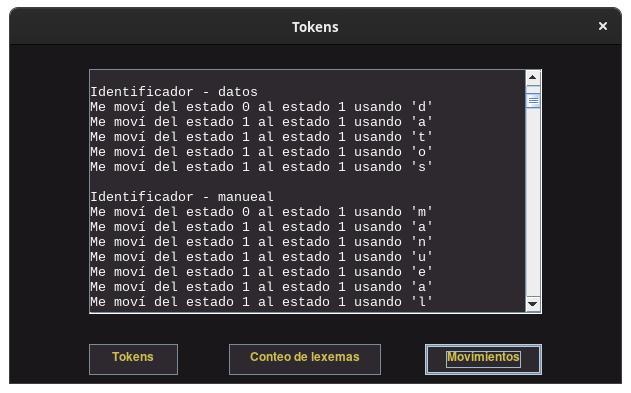 Tokens
Identificador - datos
Me moví del estado 0 al estado 1 usando 'd'
Me moví del estado 1 al estado 1 usando 'a'
Me moví del estado 1 al estado 1 usando 't'
Me moví del estado 1 al estado 1 usando 'o'
Me moví del estado 1 al estado 1 usando 's'
Identificador - manueal
Me moví del estado 0 al estado 1 usando 'm'
Me moví del estado 1 al estado 1 usando 'a'
Me moví del estado 1 al estado 1 usando 'n'
Me moví del estado 1 al estado 1 usando 'u'
Me moví del estado 1 al estado 1 usando 'e'
Me moví del estado 1 al estado 1 usando 'a'
Me moví del estado 1 al estado 1 usando 'l'
Tokens
Conteo de lexemas
Movimientos